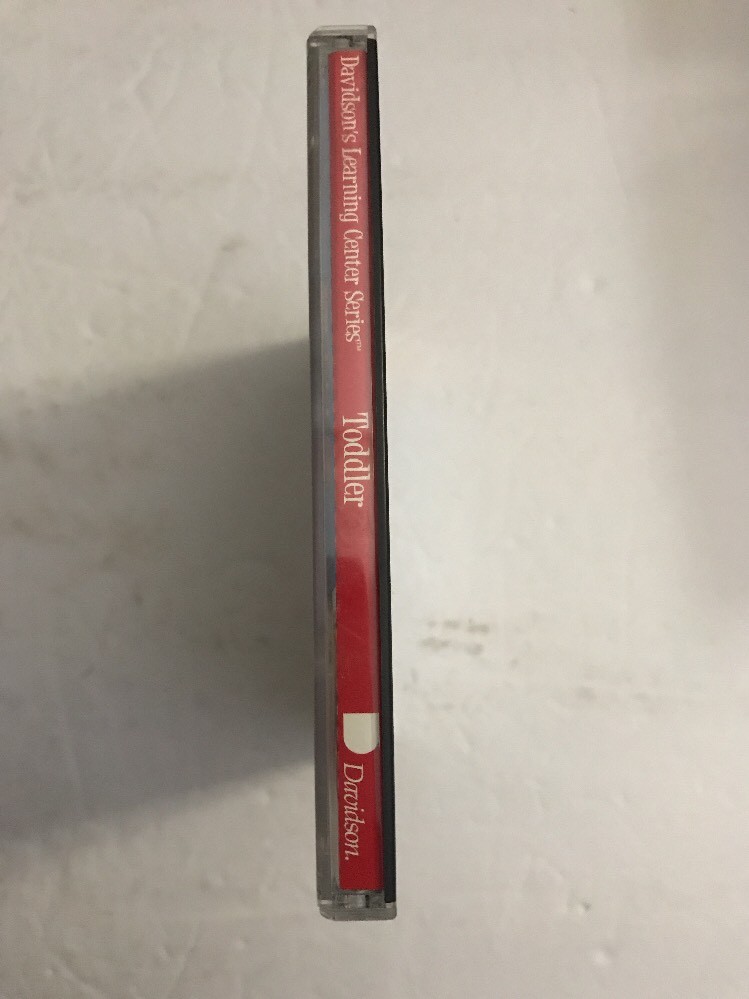 Davidson's Learning Center Series™ Toddler Davidson.